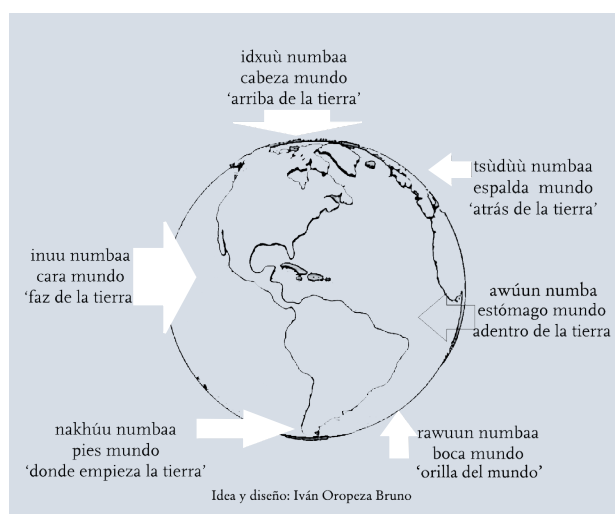 idxuù numbaa
cabeza mundo
‘arriba de la tierra’
tsùdùù numbaa
espalda mundo
‘atrás de la tierra’
inuu numbaa
cara mundo
‘faz de la tierra
awúun numba
estómago mundo
adentro de la tierra
nakhúu numbaa
pies mundo
‘donde empieza la tierra’
rawuun numbaa
boca mundo
‘orilla del mundo’
Idea y diseño: Iván Oropeza Bruno